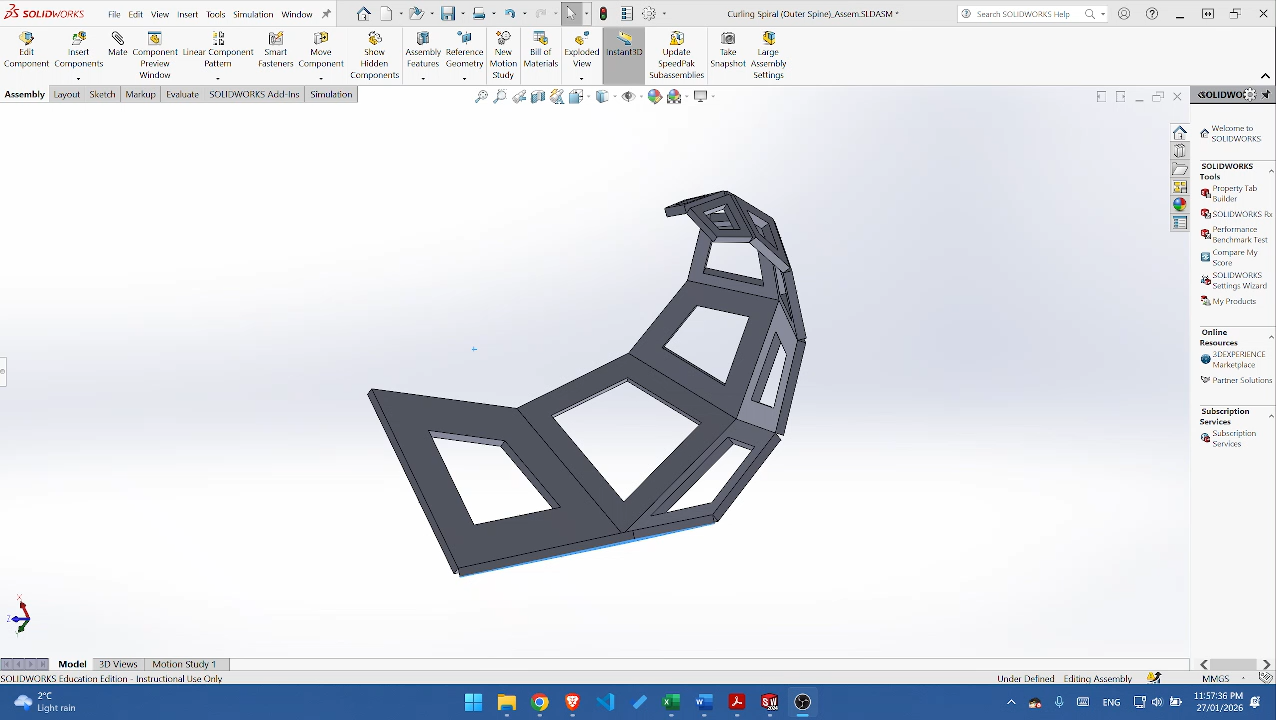 SOLIDWORKS
File
Edit
View
Insert
Tools
Simulation
Window
Curling Spiral (Outer Spine)_Assem.SLDASM *
Search SOLIDWORKS Help
Edit
Component
Insert
Components
Mate
Component
Preview
Window
Linear Component
Pattern
Smart
Fasteners
Move
Component
Show
Hidden
Components
Assembly
Features
Reference
Geometry
New
Motion
Study
Bill of
Materials
Exploded
View
Instant3D
Update
SpeedPak
Subassemblies
Take
Snapshot
Large
Assembly
Settings
Assembly
Layout
Sketch
Markup
Evaluate
SOLIDWORKS Add-Ins
Simulation
Welcome to
SOLIDWORKS
SOLIDWORKS
Tools
Property Tab
Builder
SOLIDWORKS Rx
Performance
Benchmark Test
Compare My
Score
SOLIDWORKS
Settings Wizard
My Products
Online
Resources
3DEXPERIENCE
Marketplace
Partner Solutions
Subscription
Services
Subscription
Services
X
Z
Model
3D Views
Motion Study 1
SOLIDWORKS Education Edition - Instructional Use Only
Under Defined
Editing Assembly
MMGS
2°C
Light rain
ENG
11:57:36 PM
27/01/2026